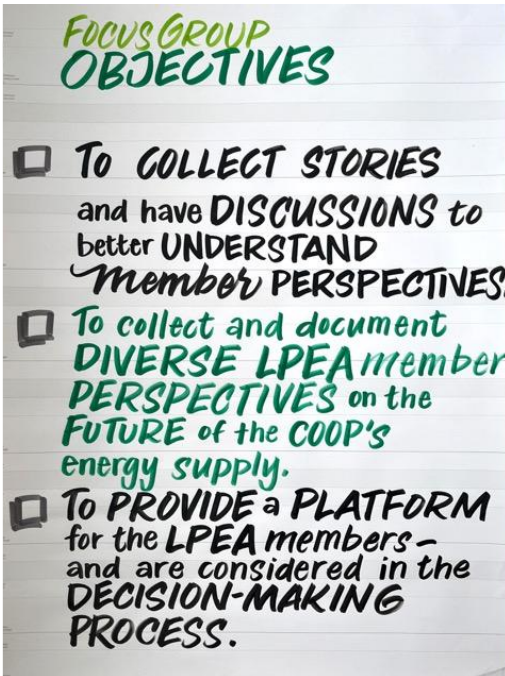 FOCUS GROUP
OBJECTIVES
To COLLECT STORIES
and have DISCUSSIONS to
better UNDERSTAND
member PERSPECTIVES.
To collect and document
DIVERSE LPEA member
PERSPECTIVES on the
FUTURE of the COOP'S
energy supply.
To PROVIDE a PLATFORM
for the LPEA members–
and are considered in the
DECISION-MAKING
PROCESS.